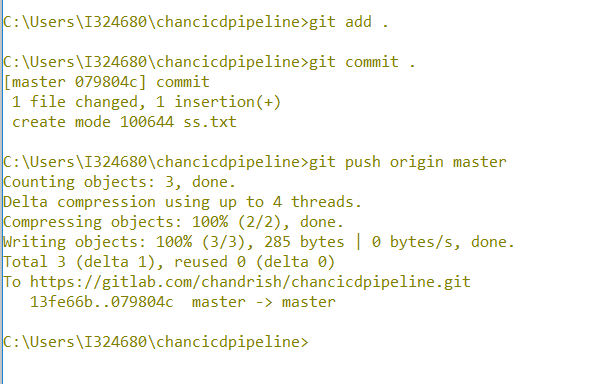 C:\Users\I324680\chancicdpipeline>git add .
C:\Users\I324680\chancicdpipeline>git commit .
[master 079804c] commit
 1 file changed, 1 insertion(+)
 create mode 100644 ss.txt
C:\Users\I324680\chancicdpipeline>git push origin master
Counting objects: 3, done.
Delta compression using up to 4 threads.
Compressing objects: 100% (2/2), done.
Writing objects: 100% (3/3), 285 bytes | 0 bytes/s, done.
Total 3 (delta 1), reused 0 (delta 0)
To https://gitlab.com/chandrish/chancicdpipeline.git
   13fe66b..079804c  master -> master
C:\Users\I324680\chancicdpipeline>